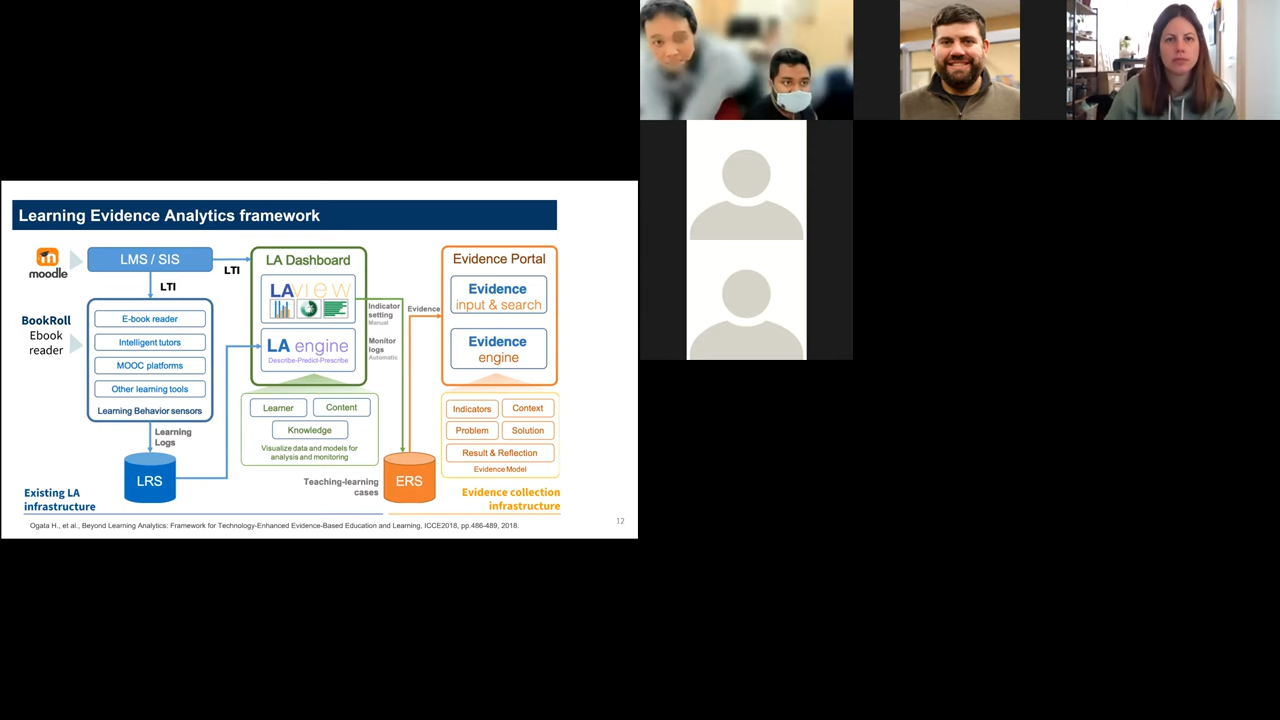 Learning Evidence Analytics framework
moodle
LMS / SIS
LTI
LTI
BookRoll
Ebook
reader
E-book reader
Intelligent tutors
MOOC platforms
Other learning tools
Learning Behavior sensors
Learning
Logs
LRS
Existing LA
infrastructure
LA Dashboard
LAVIEW
LA engine
Describe-Predict-Prescribe
Learner
Content
Knowledge
Visualize data and models for
analysis and monitoring
Indicator
setting
Manual
Monitor
logs
Automatic
Evidence
Teaching-learning
cases
ERS
Evidence Portal
Evidence
input & search
Evidence
engine
Indicators
Context
Problem
Solution
Result & Reflection
Evidence Model
Evidence collection
infrastructure
Ogata H., et al., Beyond Learning Analytics: Framework for Technology-Enhanced Evidence-Based Education and Learning, ICCE2018, pp.486-489, 2018.
12